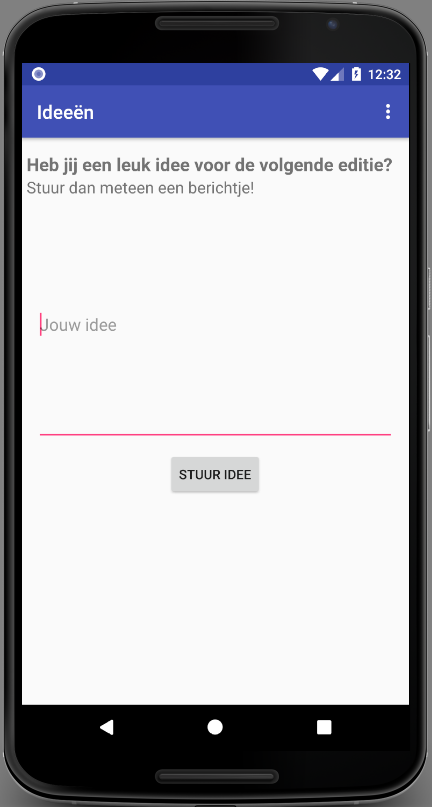 12:32
Ideeën
Heb jij een leuk idee voor de volgende editie?
Stuur dan meteen een berichtje!
Jouw idee
STUUR IDEE